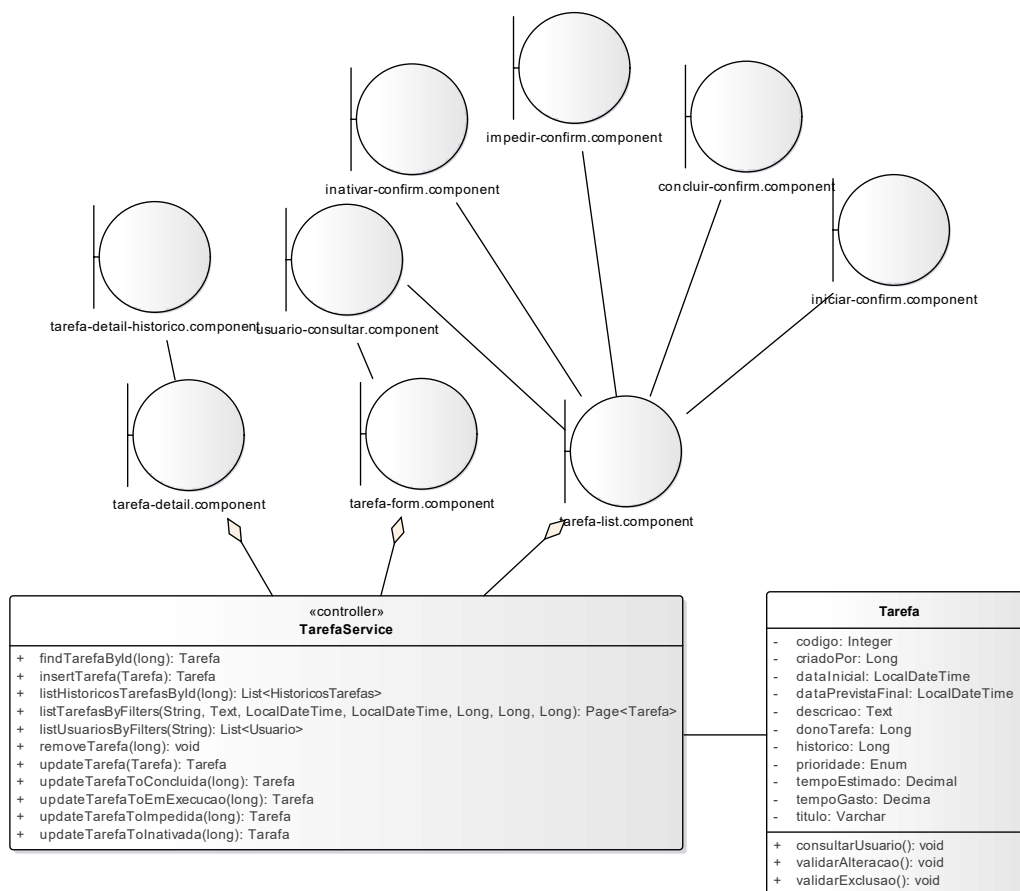 impedir-confirm.component
inativar-confirm.component
concluir-confirm.component
iniciar-confirm.component
tarefa-detail-historico.component
usuario-consultar.component
tarefa-detail.component
tarefa-form.component
tarefa-list.component
«controller»
TarefaService
+ findTarefaById(long): Tarefa
+ insertTarefa(Tarefa): Tarefa
+ listHistoricosTarefasById(long): List<HistoricosTarefas>
+ listTarefasByFilters(String, Text, LocalDateTime, LocalDateTime, Long, Long, Long): Page<Tarefa>
+ listUsuariosByFilters(String): List<Usuario>
+ removeTarefa(long): void
+ updateTarefa(Tarefa): Tarefa
+ updateTarefaToConcluida(long): Tarefa
+ updateTarefaToEmExecucao(long): Tarefa
+ updateTarefaToImpedida(long): Tarefa
+ updateTarefaToInativada(long): Tarafa
Tarefa
- codigo: Integer
- criadoPor: Long
- dataInicial: LocalDateTime
- dataPrevistaFinal: LocalDateTime
- descricao: Text
- donoTarefa: Long
- historico: Long
- prioridade: Enum
- tempoEstimado: Decimal
- tempoGasto: Decima
- titulo: Varchar
+ consultarUsuario(): void
+ validarAlteracao(): void
+ validarExclusao(): void